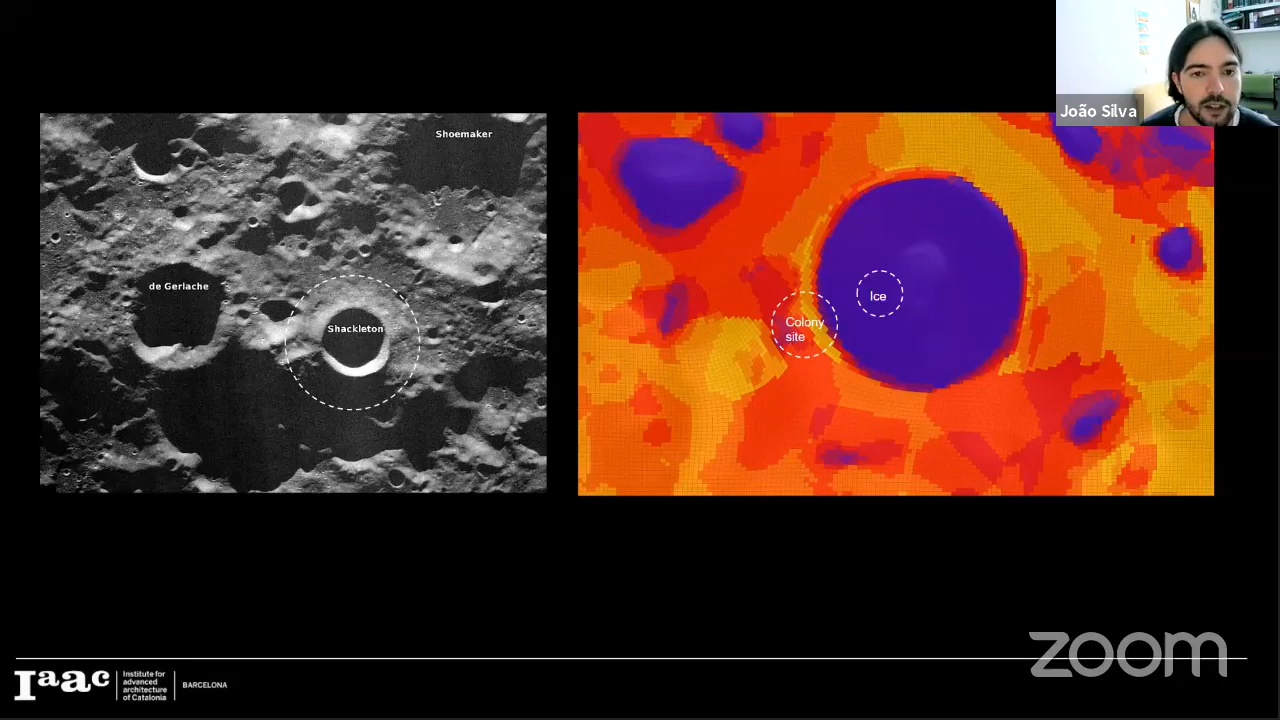 João Silva
Shoemaker
de Gerlache
Shackleton
Ice
Colony
site
Iaac
Institute for
advanced
architecture
of Catalonia
BARCELONA
zoom